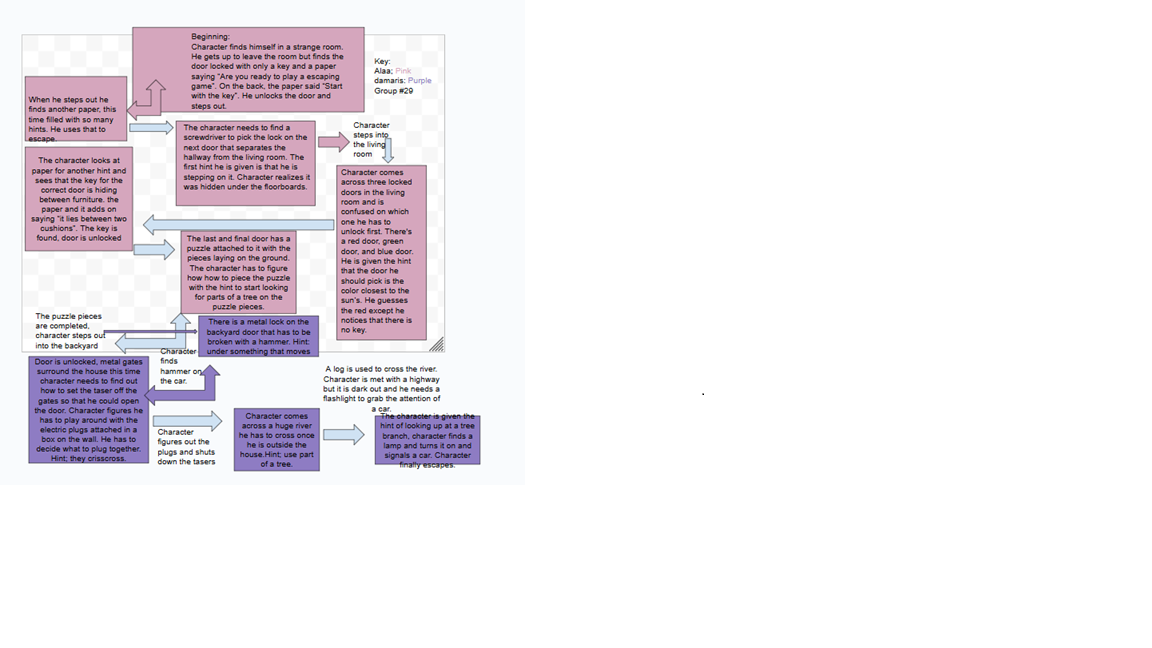 Beginning:
Character finds himself in a strange room.
He gets up to leave the room but finds the
door locked with only a key and a paper
saying "Are you ready to play a escaping
game". On the back, the paper said "Start
with the key". He unlocks the door and
steps out.
Key:
Alaa; Pink
damaris: Purple
Group #29
When he steps out he
finds another paper, this
time filled with so many
hints. He uses that to
escape.
The character needs to find a
screwdriver to pick the lock on the
next door that separates the
hallway from the living room. The
first hint he is given is that he is
stepping on it. Character realizes it
was hidden under the floorboards.
Character
steps into
the living
room
Character comes
across three locked
doors in the living
room and is
confused on which
one he has to
unlock first. There's
a red door, green
door, and blue door.
He is given the hint
that the door he
should pick is the
color closest to the
sun's. He guesses
the red except he
notices that there is
no key.
The character looks at
paper for another hint and
sees that the key for the
correct door is hiding
between furniture. the
paper and it adds on
saying "it lies between two
cushions". The key is
found, door is unlocked
The last and final door has a
puzzle attached to it with the
pieces laying on the ground.
The character has to figure
how how to piece the puzzle
with the hint to start looking
for parts of a tree on the
puzzle pieces.
The puzzle pieces
are completed,
character steps out
into the backyard
There is a metal lock on the
backyard door that has to be
broken with a hammer. Hint:
under something that moves
Character
finds
hammer on
the car.
Door is unlocked, metal gates
surround the house this time
character needs to find out
how to set the taser off the
gates so that he could open
the door. Character figures he
has to play around with the
electric plugs attached in a
box on the wall. He has to
decide what to plug together.
Hint; they crisscross.
Character
figures out the
plugs and shuts
down the tasers
Character comes
across a huge river
he has to cross once
he is outside the
house.Hint; use part
of a tree.
A log is used to cross the river.
Character is met with a highway
but it is dark out and he needs a
flashlight to grab the attention of
a car.
The character is given the
hint of looking up at a tree
branch, character finds a
lamp and turns it on and
signals a car. Character
finally escapes.
.